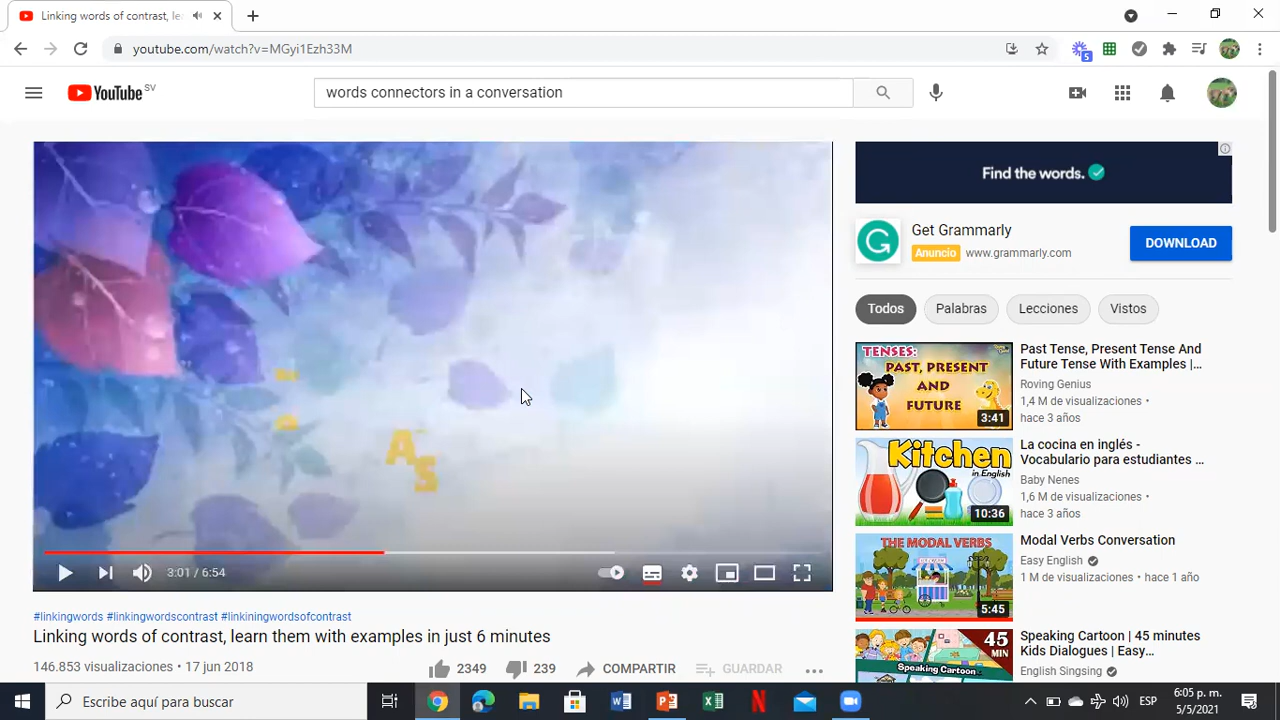 Linking words of contrast, le
youtube.com/watch?v=MGyi1Ezh33M
5
YouTube SV
words connectors in a conversation
A
S
3:01 / 6:54
#linkingwords #linkingwordscontrast #linkiningwordsofcontrast
Linking words of contrast, learn them with examples in just 6 minutes
146.853 visualizaciones • 17 jun 2018
2349
239
COMPARTIR
GUARDAR
Find the words.
Get Grammarly
Anuncio www.grammarly.com
DOWNLOAD
Todos
Palabras
Lecciones
Vistos
TENSES:
PAST, PRESENT
AND
FUTURE
3:41
Past Tense, Present Tense And
Future Tense With Examples |...
Roving Genius
1,4 M de visualizaciones •
hace 3 años
Kitchen
in English
10:36
La cocina en inglés -
Vocabulario para estudiantes ...
Baby Nenes
1,6 M de visualizaciones •
hace 3 años
THE MODAL VERBS
ICE CREAM
5:45
Modal Verbs Conversation
Easy English
1 M de visualizaciones • hace 1 año
45
MIN
Speaking Cartoon
Speaking Cartoon | 45 minutes
Kids Dialogues | Easy...
English Singsing
Escribe aquí para buscar
ESP
6:05 p. m.
5/5/2021